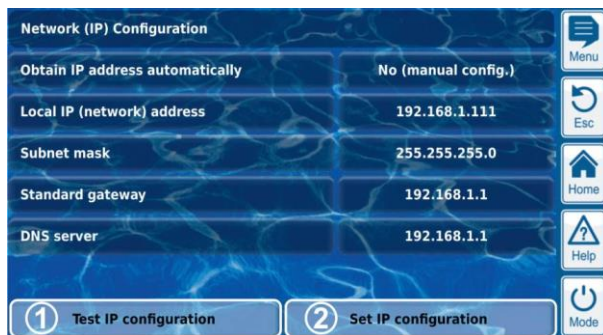 Network (IP) Configuration
Menu
Obtain IP address automatically No (manual config.)
Local IP (network) address 192.168.1.111
Esc
Subnet mask 255.255.255.0
Standard gateway 192.168.1.1
Home
DNS server 192.168.1.1
Help
1 Test IP configuration 2 Set IP configuration
Mode